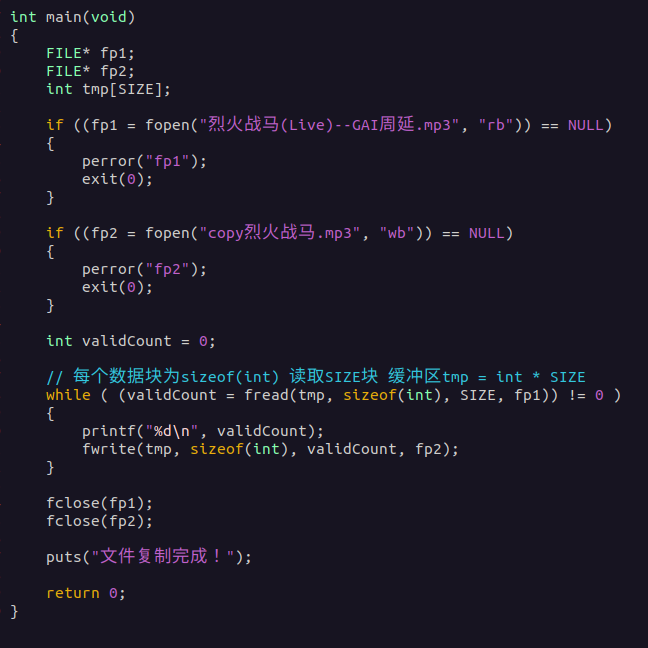 int main(void)
{
    FILE* fp1;
    FILE* fp2;
    int tmp[SIZE];

    if ((fp1 = fopen("烈火战马(Live)--GAI周延.mp3", "rb")) == NULL)
    {
        perror("fp1");
        exit(0);
    }

    if ((fp2 = fopen("copy烈火战马.mp3", "wb")) == NULL)
    {
        perror("fp2");
        exit(0);
    }

    int validCount = 0;

    // 每个数据块为sizeof(int) 读取SIZE块 缓冲区tmp = int * SIZE
    while ( (validCount = fread(tmp, sizeof(int), SIZE, fp1)) != 0 )
    {
        printf("%d\n", validCount);
        fwrite(tmp, sizeof(int), validCount, fp2);
    }

    fclose(fp1);
    fclose(fp2);

    puts("文件复制完成！");

    return 0;
}